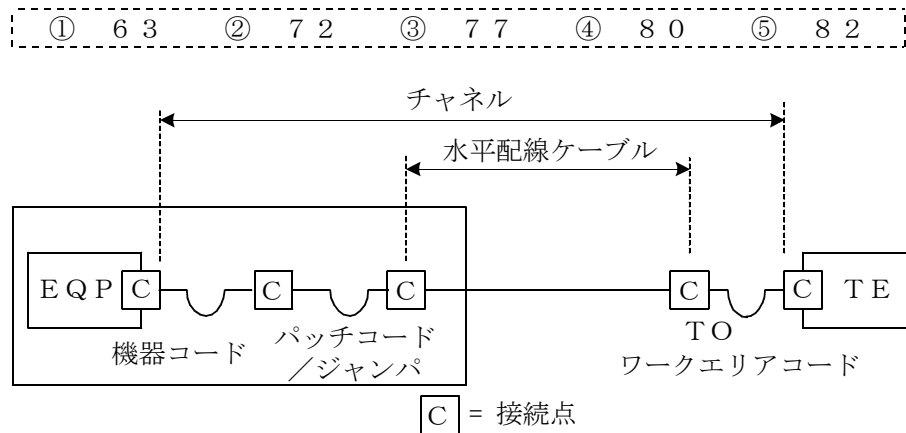 ① ６３ ② ７２ ③ ７７ ④ ８０ ⑤ ８２
チャネル
水平配線ケーブル
ＥＱＰ C C C C C ＴＥ
機器コード
パッチコード
／ジャンパ
ＴＯ
ワークエリアコード
C = 接続点